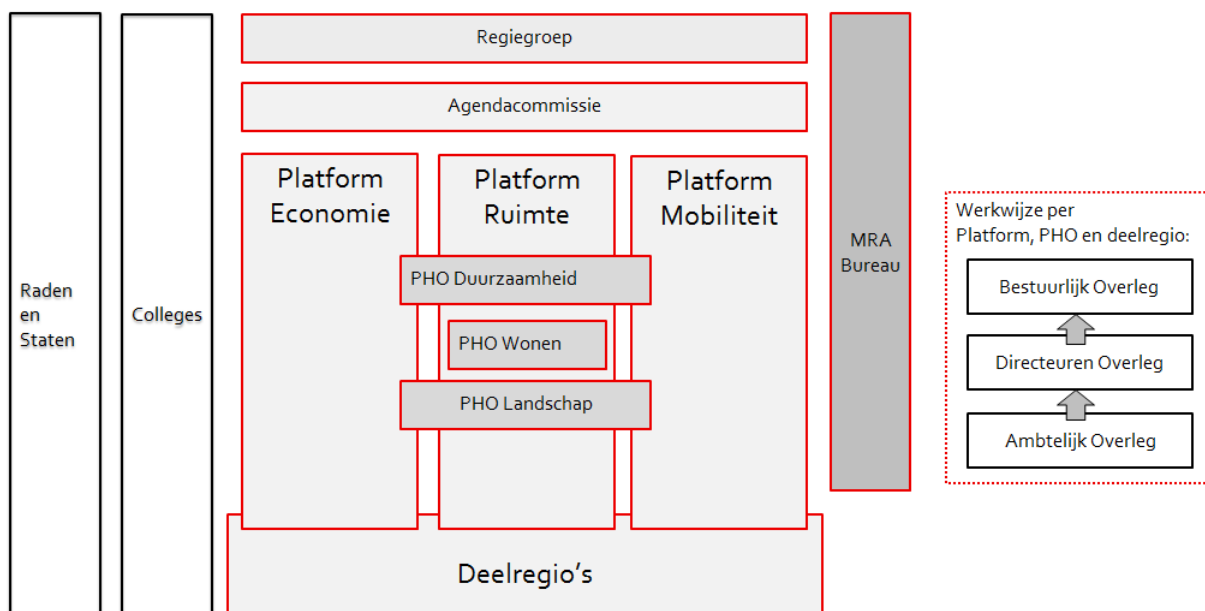 Raden
en
Staten
Colleges
Regiegroep
Agendacommissie
Platform
Economie
Platform
Ruimte
Platform
Mobiliteit
PHO Duurzaamheid
PHO Wonen
PHO Landschap
Deelregio's
MRA
Bureau
Werkwijze per
Platform, PHO en deelregio:
Bestuurlijk Overleg
Directeuren Overleg
Ambtelijk Overleg